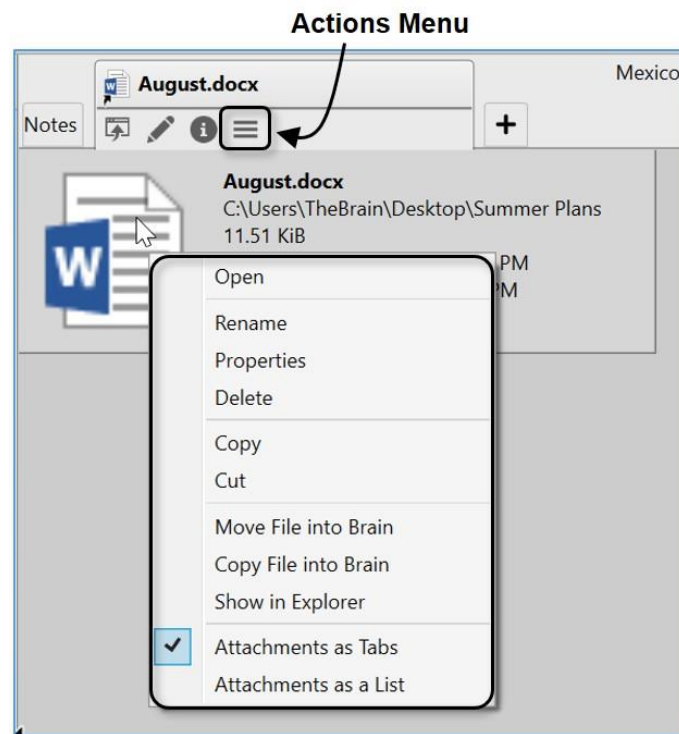 Actions Menu
August.docx
Mexico
Notes
August.docx
C:\Users\TheBrain\Desktop\Summer Plans
11.51 KiB
PM
PM
Open
Rename
Properties
Delete
Copy
Cut
Move File into Brain
Copy File into Brain
Show in Explorer
Attachments as Tabs
Attachments as a List